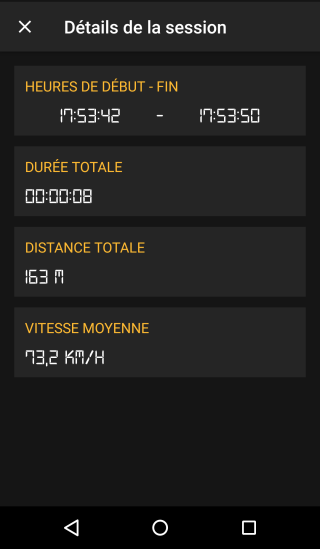 Détails de la session
HEURES DE DÉBUT - FIN
17:53:42 - 17:53:50
DURÉE TOTALE
00:00:08
DISTANCE TOTALE
163 M
VITESSE MOYENNE
73,2 KM/H